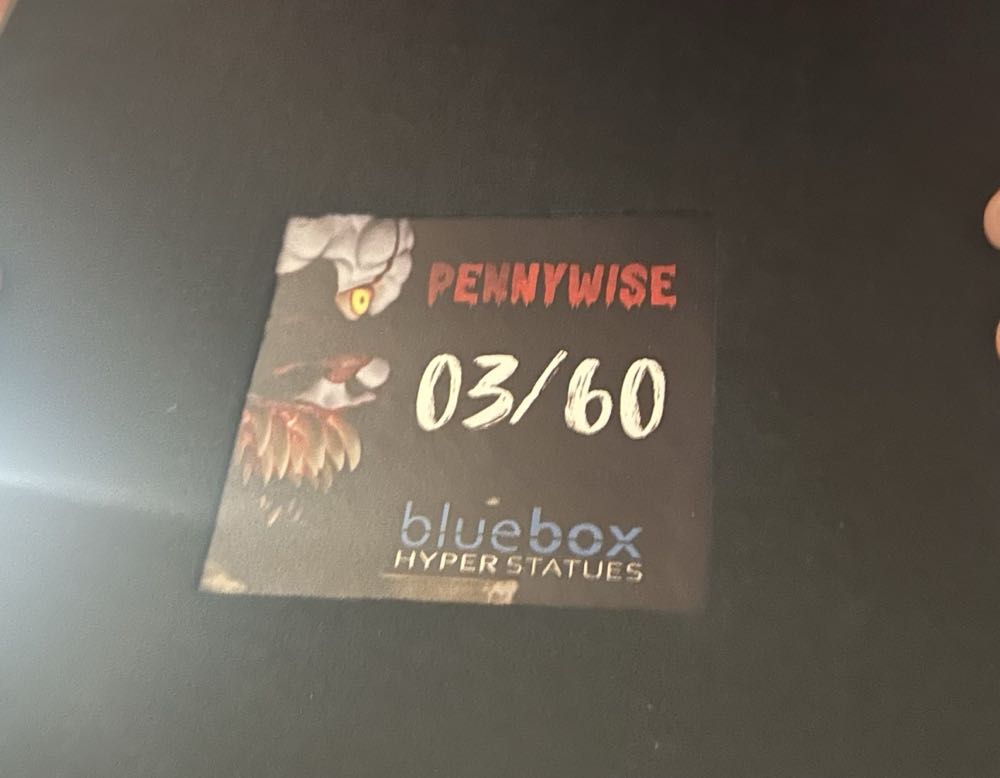 PENNYWISE
03/60
bluebox
HYPER STATUES